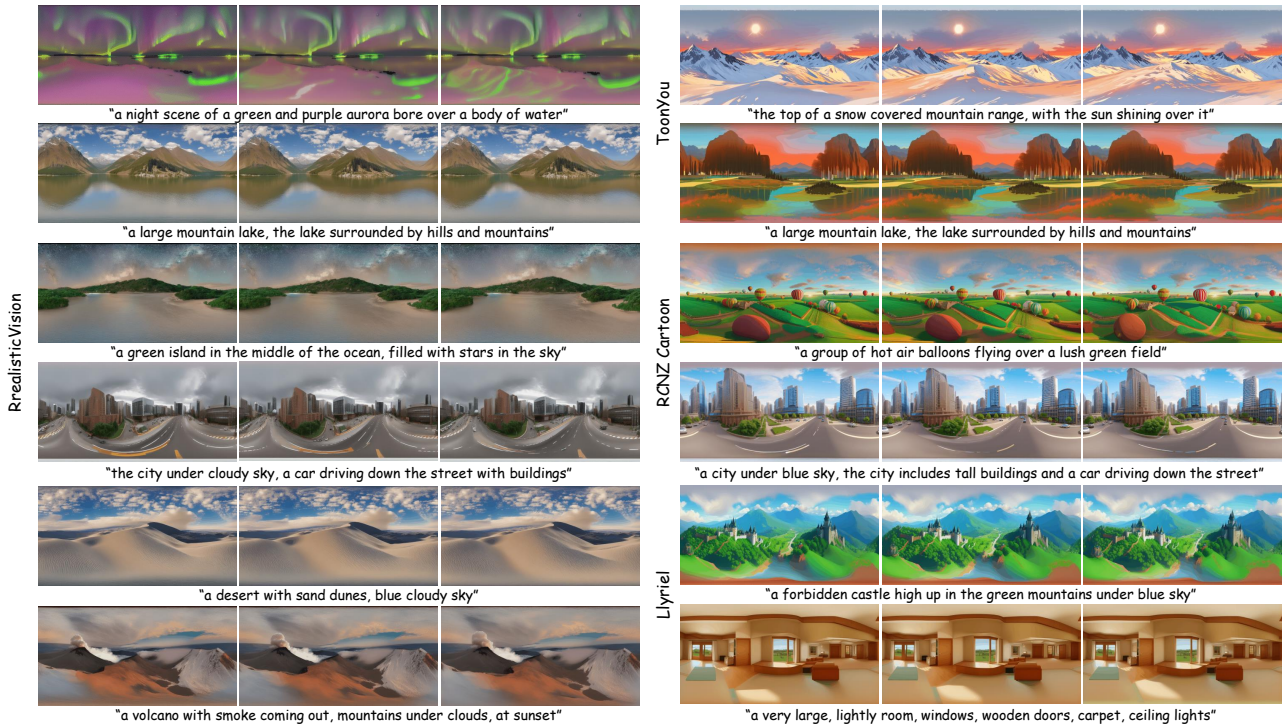 RrealisticVision
“a night scene of a green and purple aurora bore over a body of water”
“a large mountain lake, the lake surrounded by hills and mountains”
“a green island in the middle of the ocean, filled with stars in the sky”
“the city under cloudy sky, a car driving down the street with buildings”
“a desert with sand dunes, blue cloudy sky”
“a volcano with smoke coming out, mountains under clouds, at sunset”
ToonYou
“the top of a snow covered mountain range, with the sun shining over it”
“a large mountain lake, the lake surrounded by hills and mountains”
RCNZ Cartoon
“a group of hot air balloons flying over a lush green field”
“a city under blue sky, the city includes tall buildings and a car driving down the street”
Llyriel
“a forbidden castle high up in the green mountains under blue sky”
“a very large, lightly room, windows, wooden doors, carpet, ceiling lights”